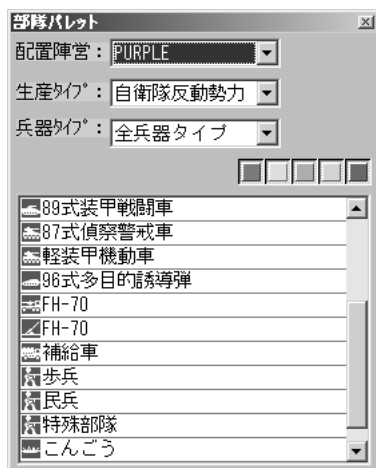 部隊パレット
配置陣営：PURPLE
生産ﾀｲﾌﾟ：自衛隊反動勢力
兵器ﾀｲﾌﾟ：全兵器タイプ
89式装甲戦闘車
87式偵察警戒車
軽装甲機動車
96式多目的誘導弾
FH-70
FH-70
補給車
歩兵
民兵
特殊部隊
こんごう